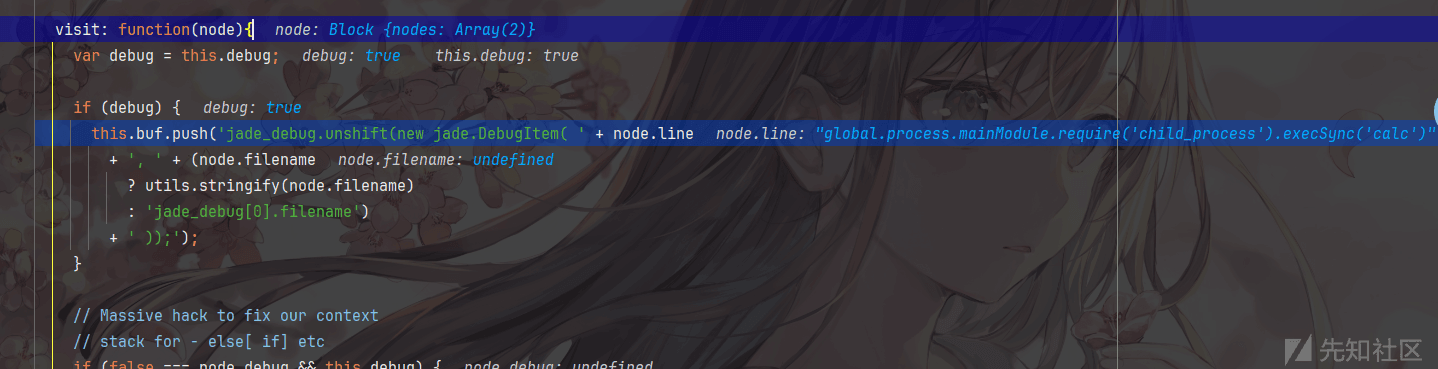 visit: function(node){ node: Block {nodes: Array(2)}
var debug = this.debug; debug: true this.debug: true
if (debug) { debug: true
this.buf.push('jade_debug.unshift(new jade.DebugItem( ' + node.line node.line: "global.process.mainModule.require('child_process').execSync('calc')"
+ ', ' + (node.filename node.filename: undefined
? utils.stringify(node.filename)
: 'jade_debug[0].filename')
+ ' ));');
}
// Massive hack to fix our context
// stack for - else[ if] etc
if (false === node.debug && this.debug) { node.debug: undefined
先知社区